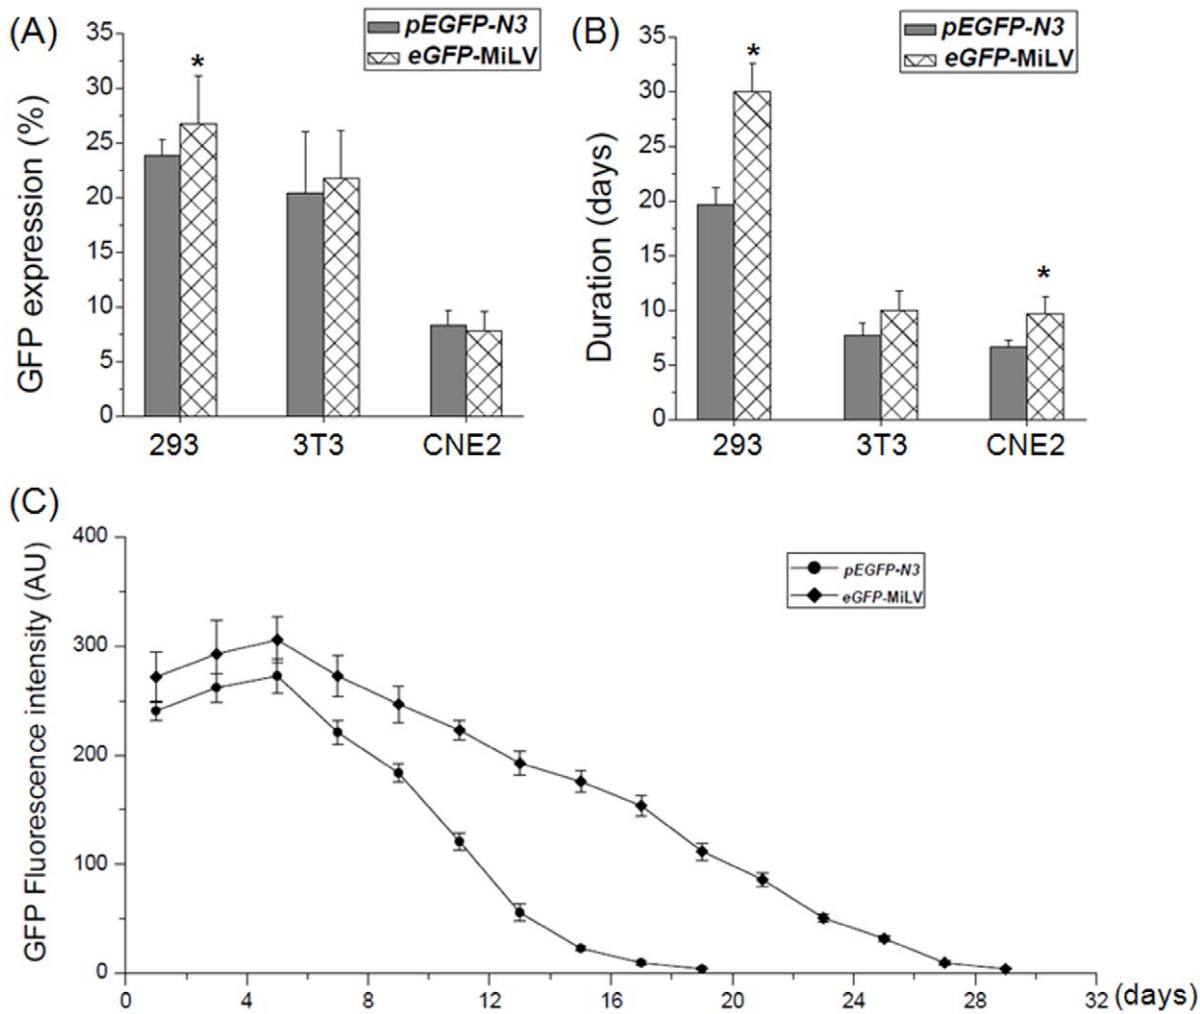 (A)
GFP expression (%)
35
30
25
20
15
10
5
0
pEGFP-N3
eGFP-MiLV
*
293 3T3 CNE2
(B)
Duration (days)
35
30
25
20
15
10
5
0
pEGFP-N3
eGFP-MiLV
*
*
293 3T3 CNE2
(C)
GFP Fluorescence intensity (AU)
400
300
200
100
0
pEGFP-N3
eGFP-MiLV
0 4 8 12 16 20 24 28 32 (days)